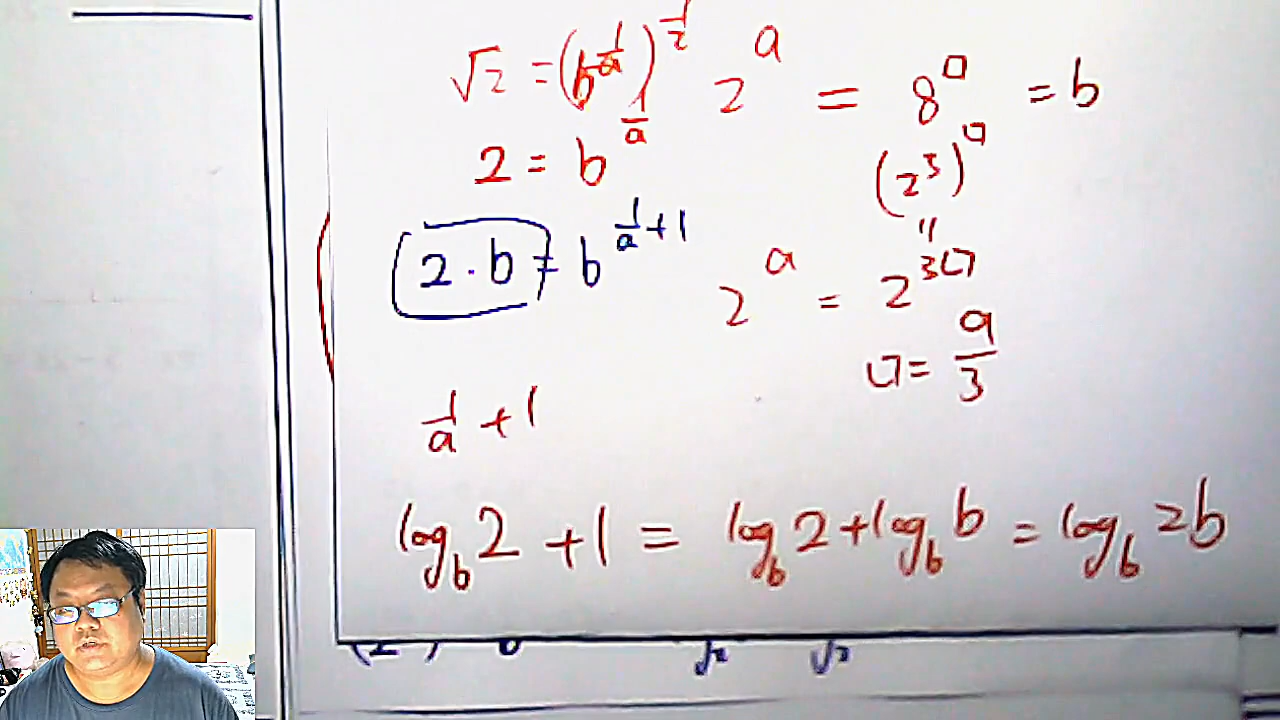 √2 = (b^(1/a))^(1/2)
2^a = 8^□ = b
2 = b^(1/a)
(2^3)^□
2·b = b^(1/a+1)
"
2^a = 2^(3□)
□ = a/3
1/a + 1
log_b 2 + 1 = log_b 2 + log_b b = log_b 2b